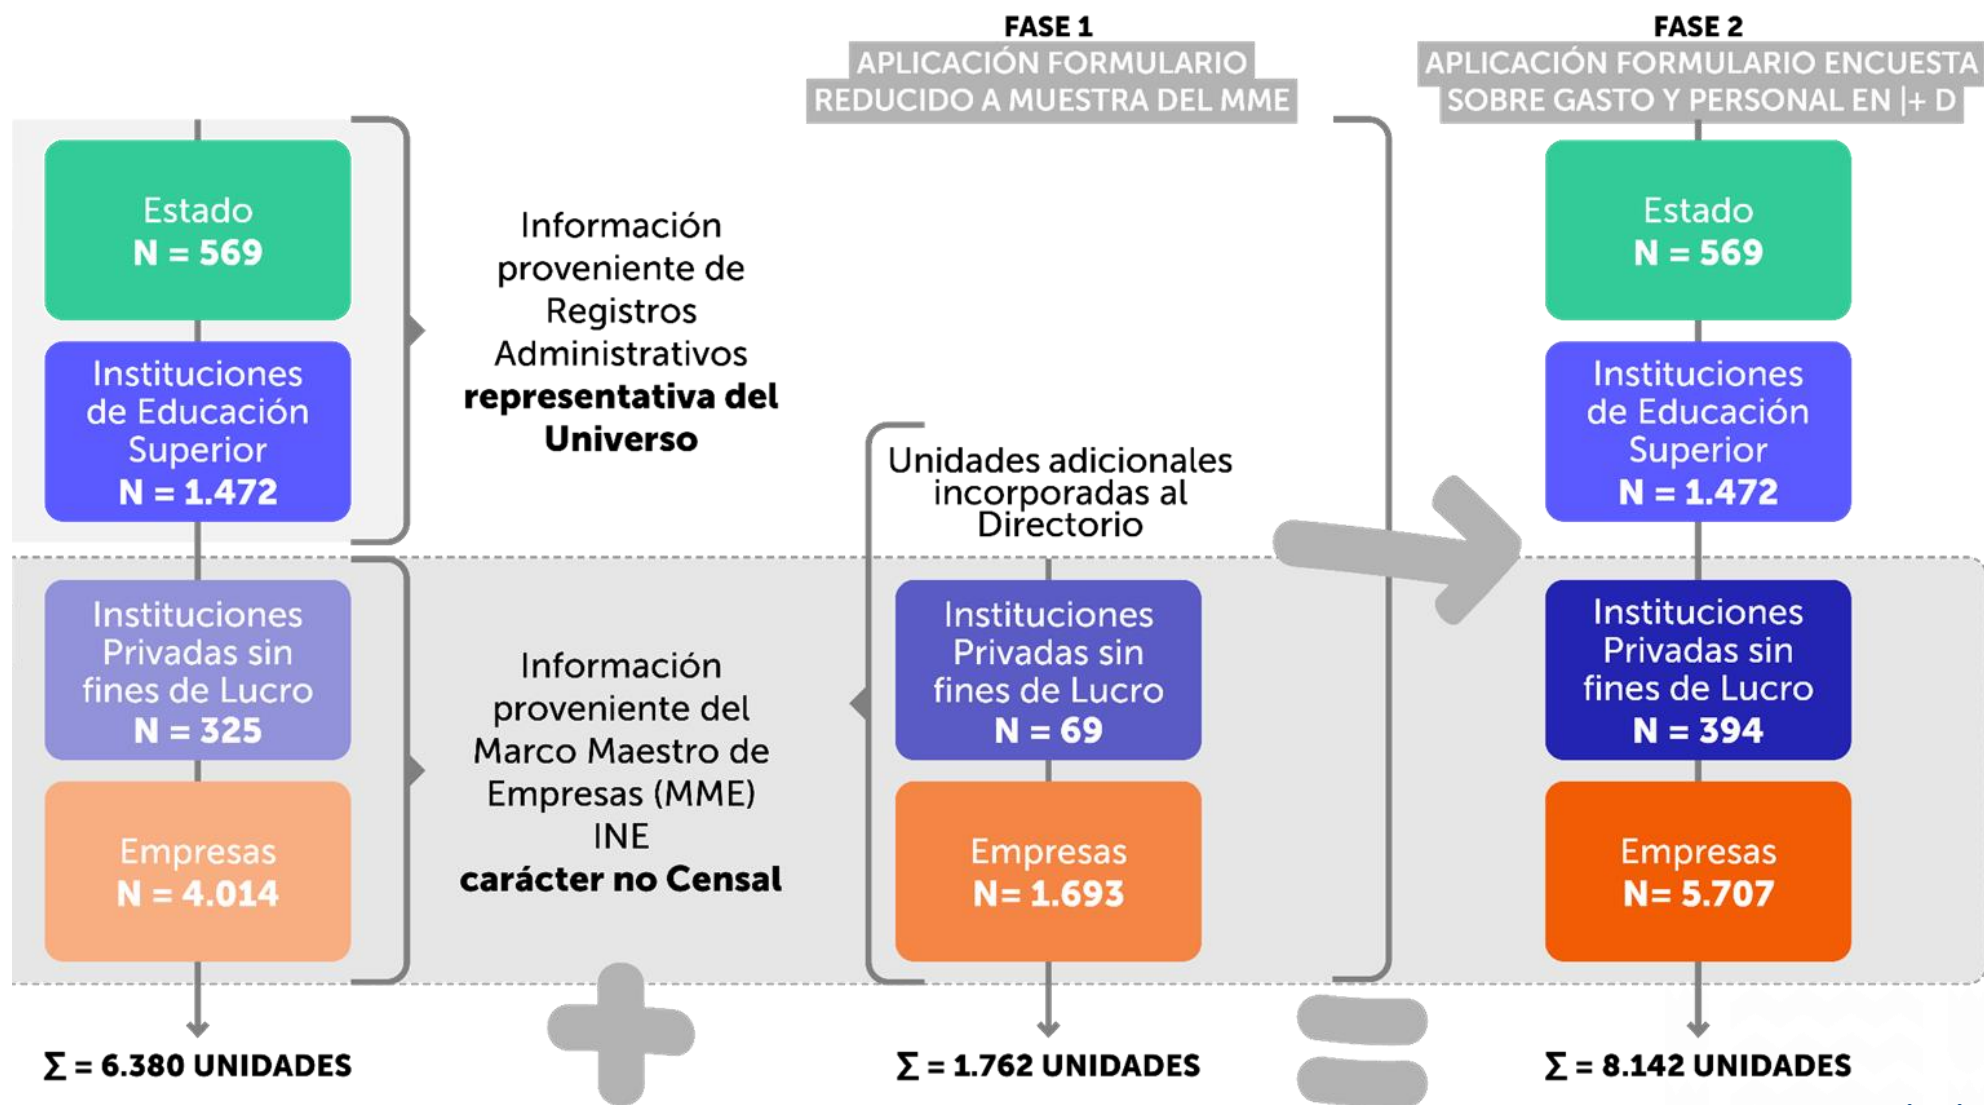 FASE 1
APLICACIÓN FORMULARIO
REDUCIDO A MUESTRA DEL MME
FASE 2
APLICACIÓN FORMULARIO ENCUESTA
SOBRE GASTO Y PERSONAL EN |+ D
Estado
N = 569
Instituciones
de Educación
Superior
N = 1.472
Instituciones
Privadas sin
fines de Lucro
N = 325
Empresas
N = 4.014
Σ = 6.380 UNIDADES
Información
proveniente de
Registros
Administrativos
representativa del
Universo
Información
proveniente del
Marco Maestro de
Empresas (MME)
INE
carácter no Censal
Unidades adicionales
incorporadas al
Directorio
Instituciones
Privadas sin
fines de Lucro
N = 69
Empresas
N= 1.693
Σ = 1.762 UNIDADES
Estado
N = 569
Instituciones
de Educación
Superior
N = 1.472
Instituciones
Privadas sin
fines de Lucro
N = 394
Empresas
N= 5.707
Σ = 8.142 UNIDADES